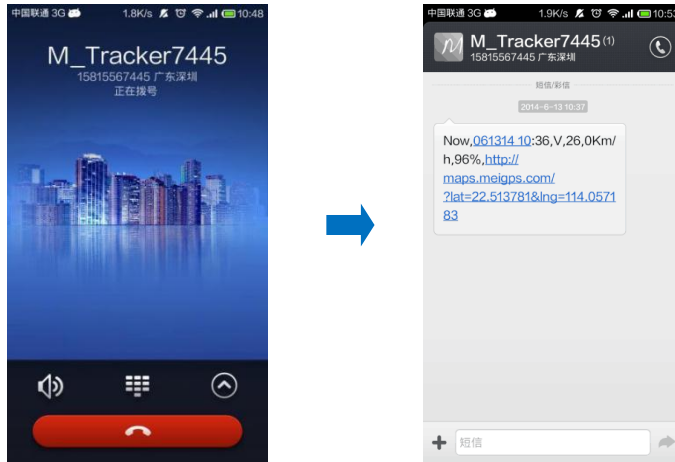 中国联通 3G 1.8K/s 10:48
M_Tracker7445
15815567445 广东深圳
正在拨号
中国联通 3G 1.9K/s 10:53
M_Tracker7445 (1)
15815567445 广东深圳
短信/彩信
2014-6-13 10:37
Now,061314 10:36,V,26,0Km/
h,96%,http://
maps.meigps.com/
?lat=22.513781&lng=114.0571
83
短信